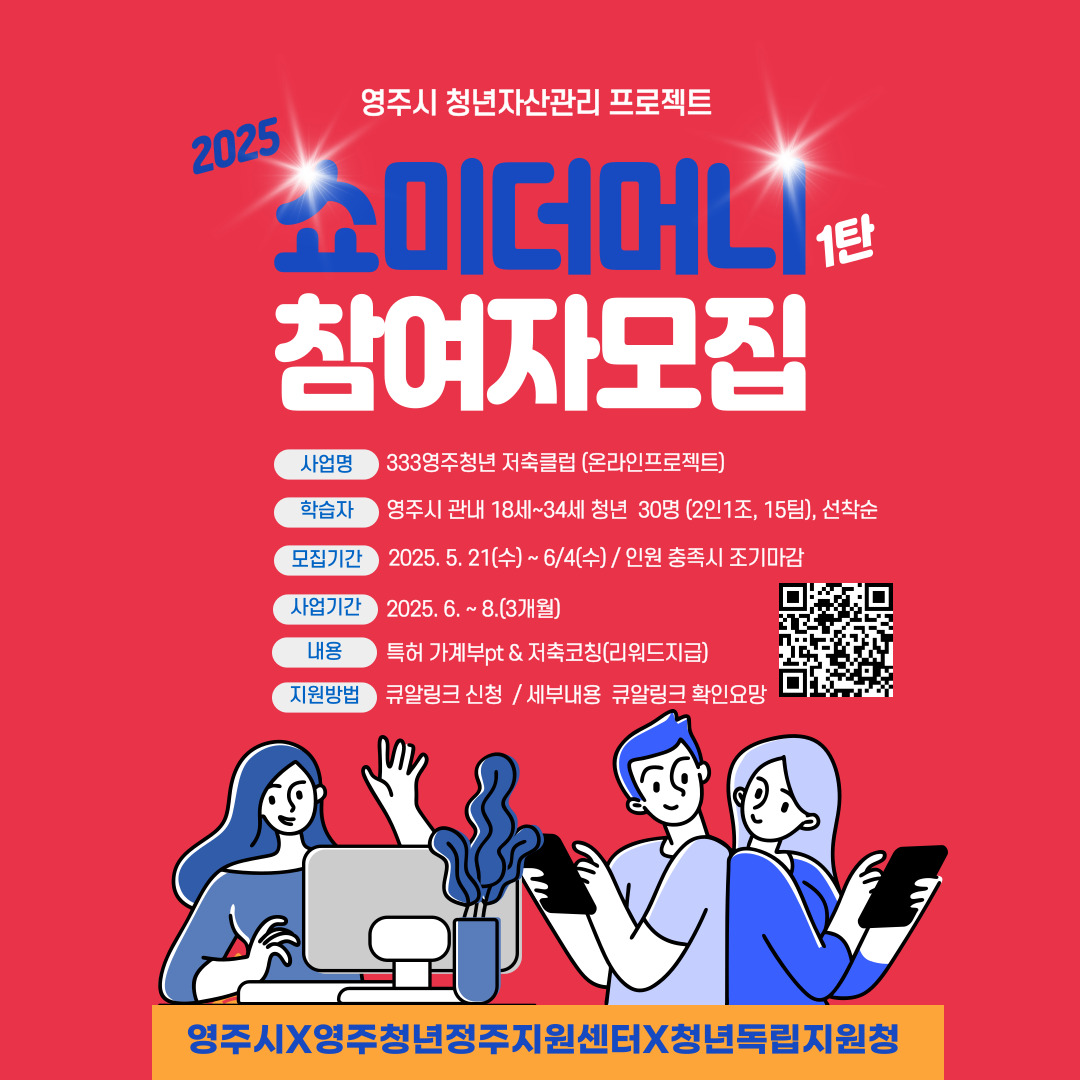 영주시 청년자산관리 프로젝트
2025
쇼미더머니
1탄
참여자모집
사업명 333영주청년 저축클럽 (온라인프로젝트)
학습자 영주시 관내 18세~34세 청년 30명 (2인1조, 15팀), 선착순
모집기간 2025. 5. 21(수) ~ 6/4(수) / 인원 충족시 조기마감
사업기간 2025. 6. ~ 8.(3개월)
내용 특허 가계부pt & 저축코칭(리워드지급)
지원방법 큐알링크 신청 / 세부내용 큐알링크 확인요망
영주시X영주청년정주지원센터X청년독립지원청